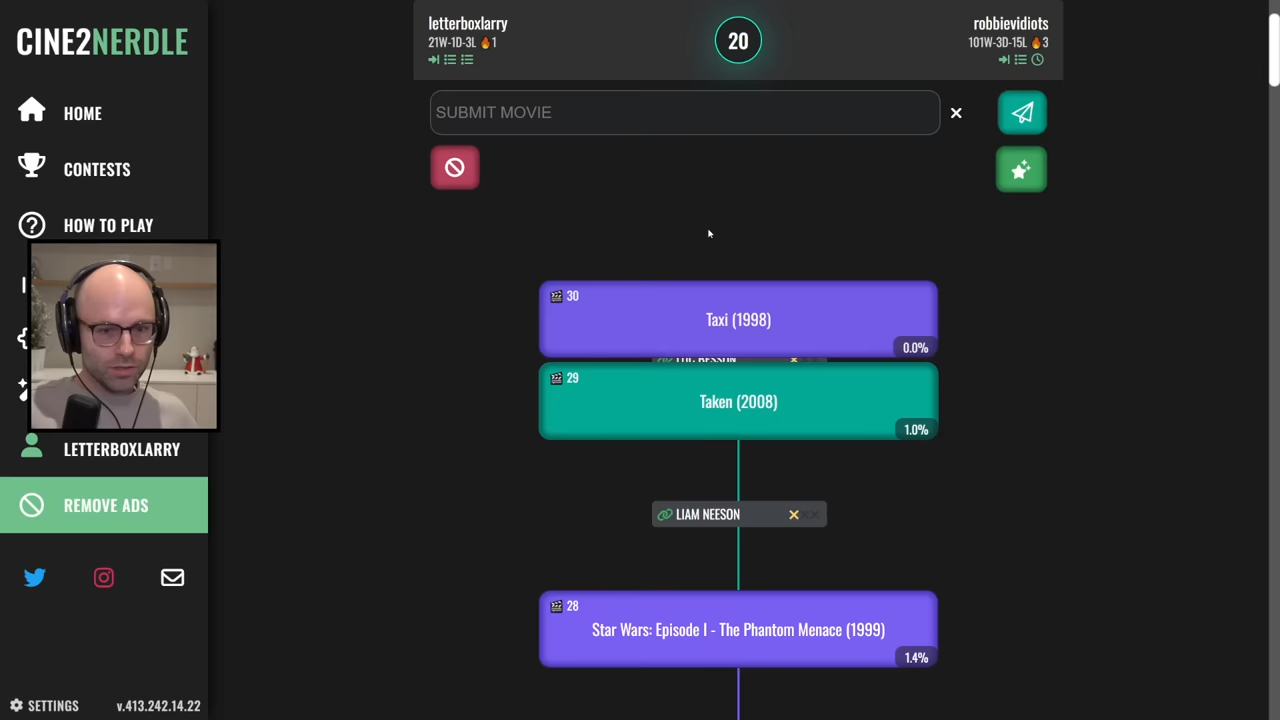 CINE2NERDLE
HOME
CONTESTS
HOW TO PLAY
LETTERBOXLARRY
REMOVE ADS
SETTINGS
v.413.242.14.22
letterboxlarry
21W-1D-3L 🔥1
20
robbievidiots
101W-3D-15L 🔥3
SUBMIT MOVIE
30
Taxi (1998)
0.0%
LUC BESSON
29
Taken (2008)
1.0%
LIAM NEESON
28
Star Wars: Episode I - The Phantom Menace (1999)
1.4%